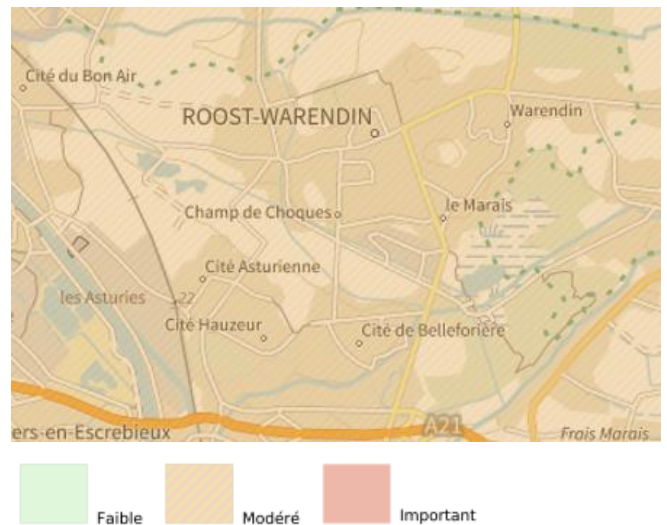 Cité du Bon Air
ROOST-WARENDIN
Warendin
Champ de Choques
le Marais
Cité Asturienne
les Asturies
22
Cité Hauzeur
Cité de Belleforière
A21
ers-en-Escrebieux
Frais Marais
Faible
Modéré
Important